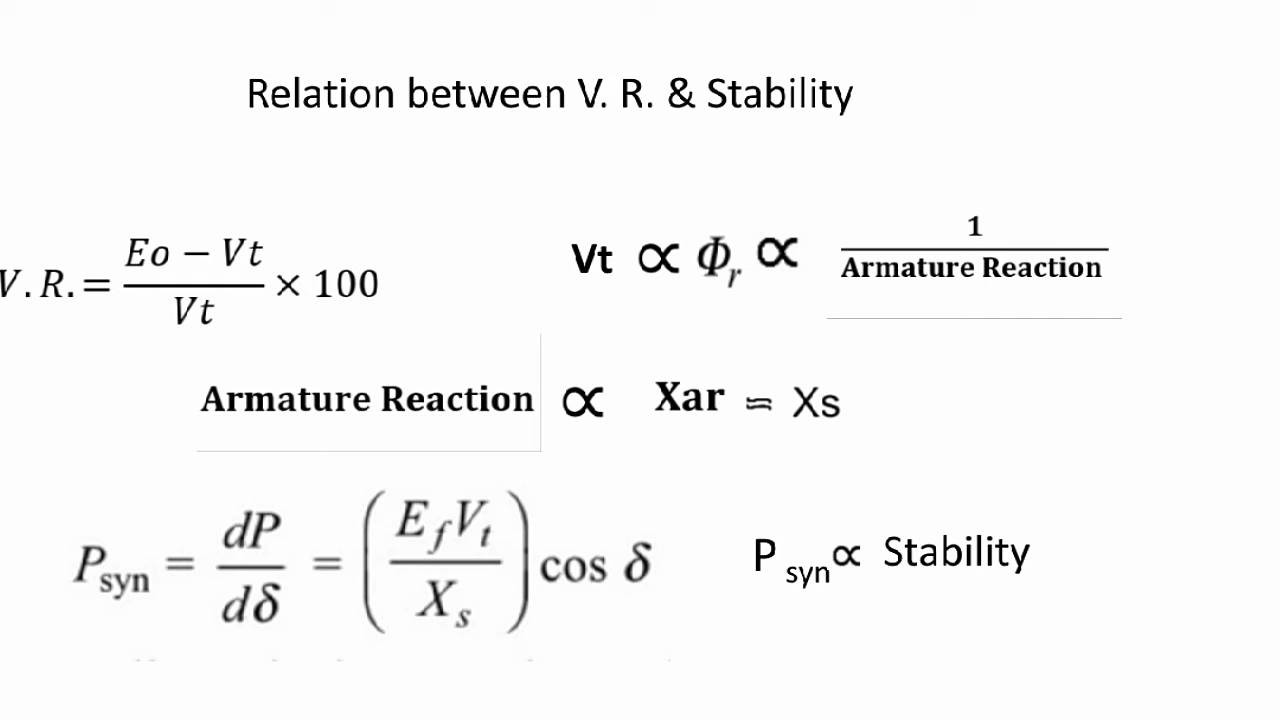 Relation between V. R. & Stability
V.R.= Eo − Vt / Vt × 100
Vt ∝ Φr ∝ 1 / Armature Reaction
Armature Reaction ∝ Xar ≃ Xs
Psyn = dP/dδ = (EfVt / Xs) cos δ
P syn ∝ Stability